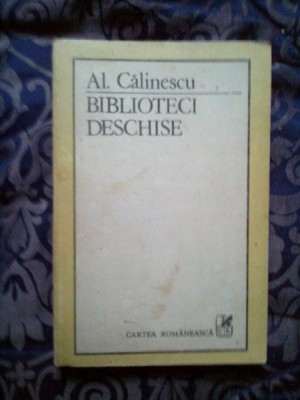 Al. Călinescu
BIBLIOTECI
DESCHISE
CARTEA ROMÂNEASCĂ